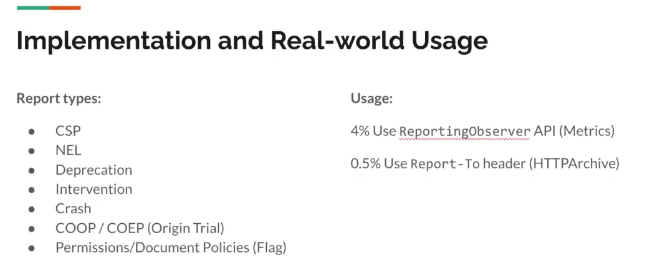 Implementation and Real-world Usage
Report types:
● CSP
● NEL
● Deprecation
● Intervention
● Crash
● COOP / COEP (Origin Trial)
● Permissions/Document Policies (Flag)
Usage:
4% Use ReportingObserver API (Metrics)
0.5% Use Report-To header (HTTPArchive)